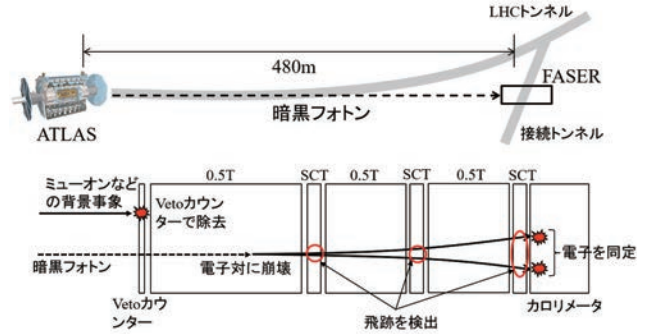 LHCトンネル
480m
FASER
暗黒フォトン
ATLAS
接続トンネル
ミューオンなど
の背景事象
0.5T
SCT
0.5T
SCT
0.5T
SCT
Vetoカウン
ターで除去
暗黒フォトン
電子対に崩壊
電子を同定
Vetoカウ
ンター
飛跡を検出
カロリメータ